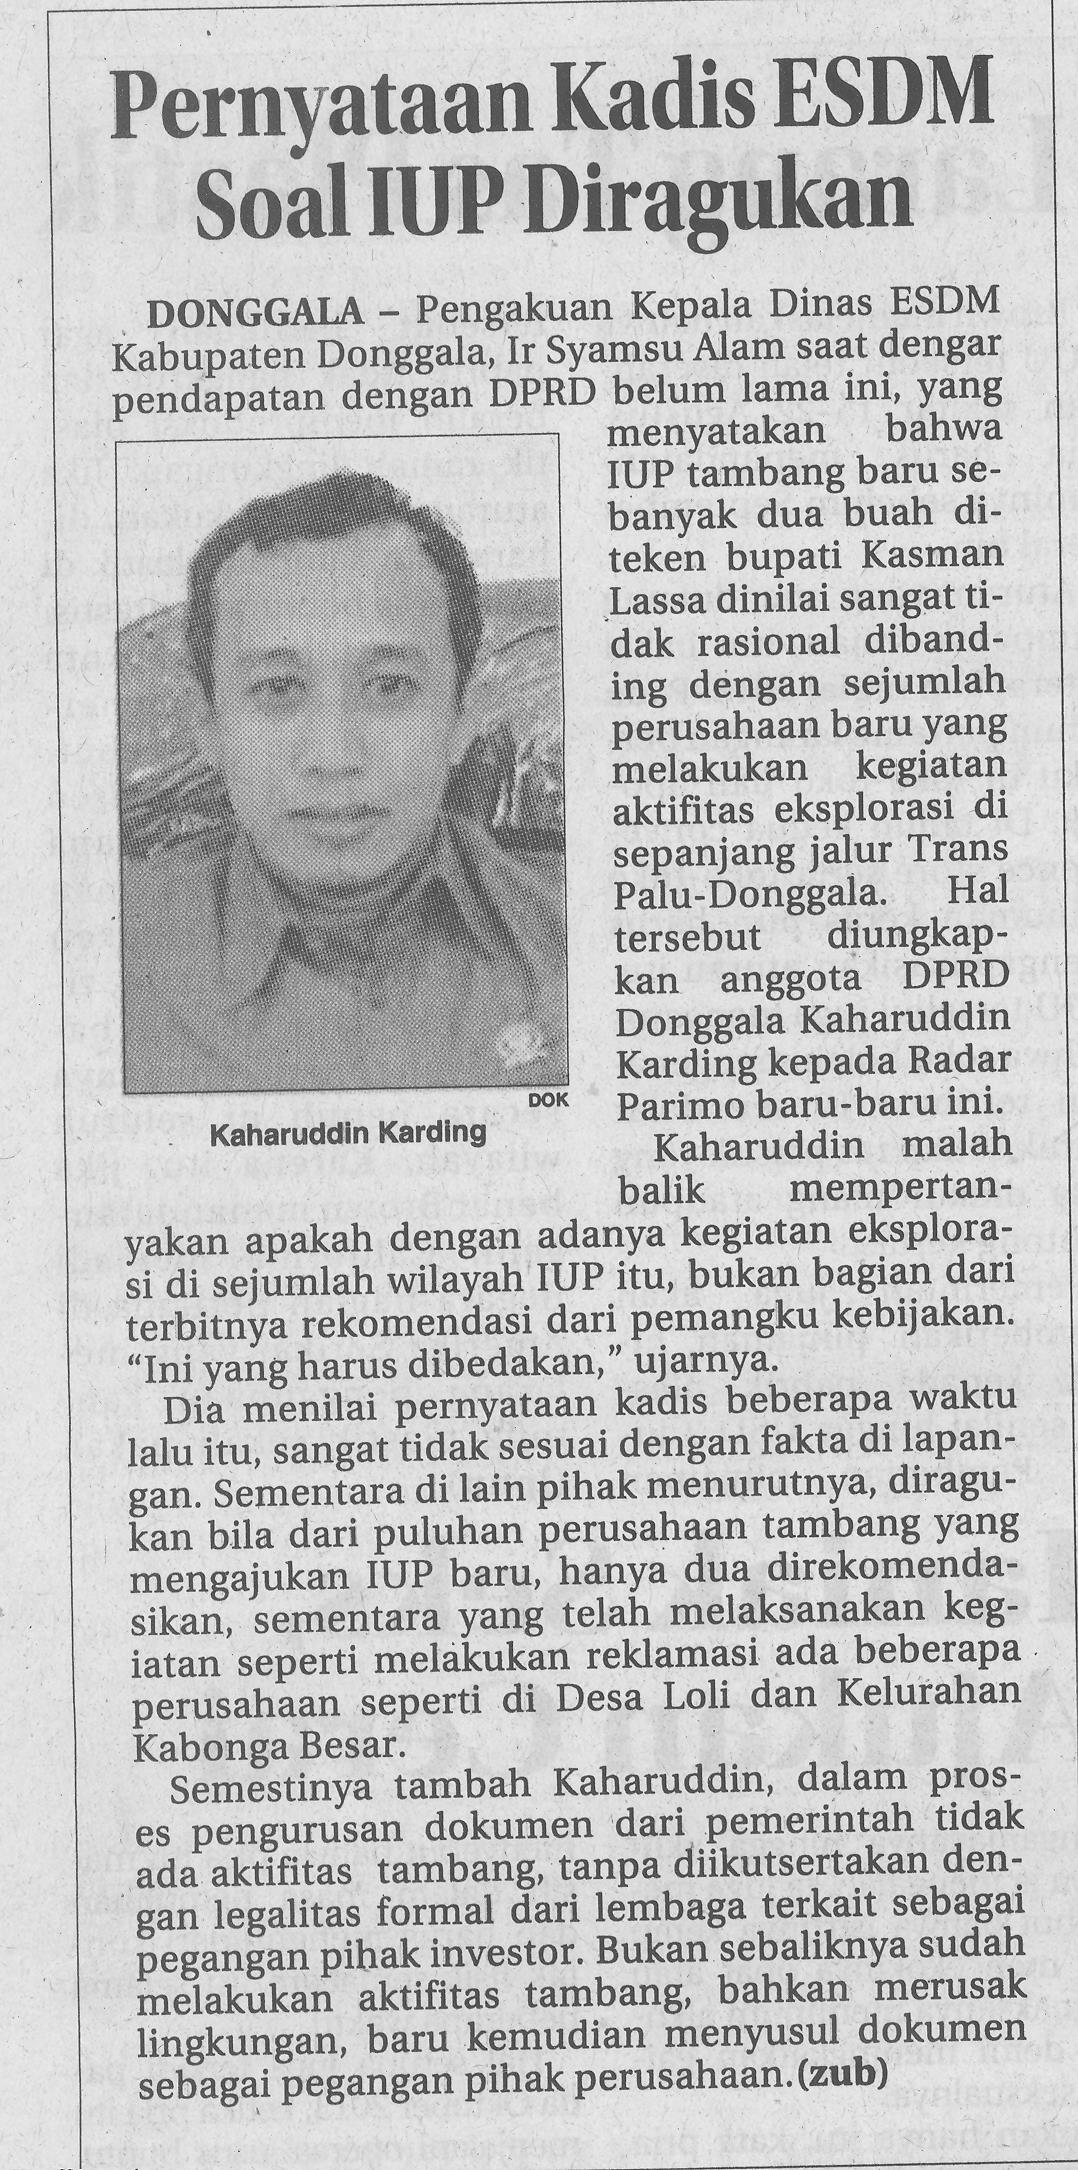 Pernyataan Kadis ESDM
Soal IUP Diragukan
DONGGALA – Pengakuan Kepala Dinas ESDM
Kabupaten Donggala, Ir Syamsu Alam saat dengar
pendapatan dengan DPRD belum lama ini, yang
menyatakan bahwa
IUP tambang baru se-
banyak dua buah di-
teken bupati Kasman
Lassa dinilai sangat ti-
dak rasional diband-
ing dengan sejumlah
perusahaan baru yang
melakukan kegiatan
aktifitas eksplorasi di
sepanjang jalur Trans
Palu-Donggala. Hal
tersebut diungkap-
kan anggota DPRD
Donggala Kaharuddin
Karding kepada Radar
Parimo baru-baru ini.
DOK
Kaharuddin Karding
Kaharuddin malah
balik mempertan-
yakan apakah dengan adanya kegiatan eksplora-
si di sejumlah wilayah IUP itu, bukan bagian dari
terbitnya rekomendasi dari pemangku kebijakan.
“Ini yang harus dibedakan,” ujarnya.
Dia menilai pernyataan kadis beberapa waktu
lalu itu, sangat tidak sesuai dengan fakta di lapan-
gan. Sementara di lain pihak menurutnya, diragu-
kan bila dari puluhan perusahaan tambang yang
mengajukan IUP baru, hanya dua direkomenda-
sikan, sementara yang telah melaksanakan keg-
iatan seperti melakukan reklamasi ada beberapa
perusahaan seperti di Desa Loli dan Kelurahan
Kabonga Besar.
Semestinya tambah Kaharuddin, dalam pros-
es pengurusan dokumen dari pemerintah tidak
ada aktifitas tambang, tanpa diikutsertakan den-
gan legalitas formal dari lembaga terkait sebagai
pegangan pihak investor. Bukan sebaliknya sudah
melakukan aktifitas tambang, bahkan merusak
lingkungan, baru kemudian menyusul dokumen
sebagai pegangan pihak perusahaan.(zub)